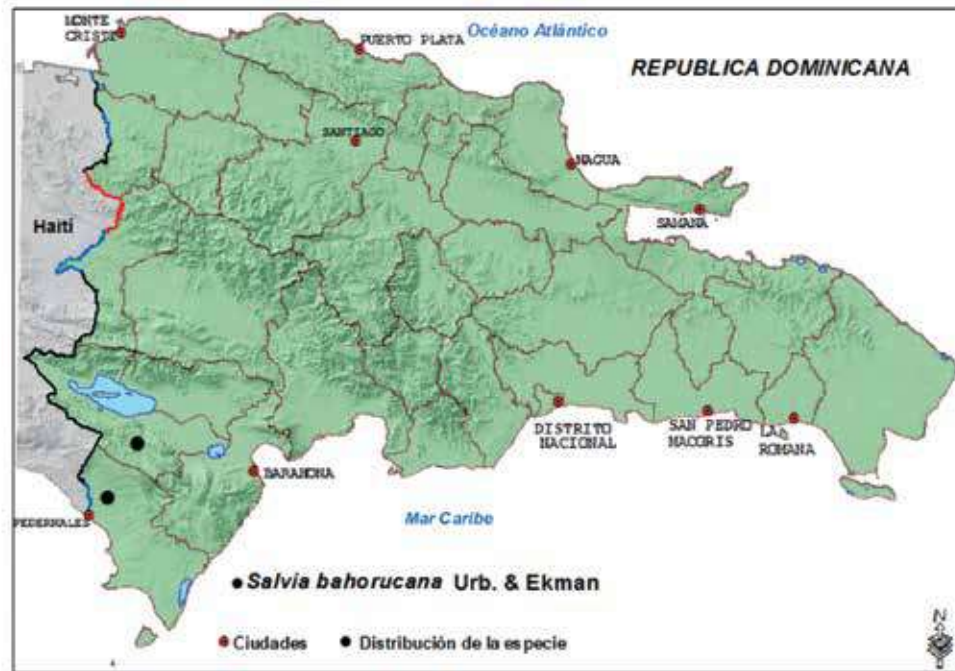 MONTE
CRISTI
PUERTO PLATA
Océano Atlántico
REPUBLICA DOMINICANA
SANTIAGO
NAGUA
SAMANA
Haití
DISTRITO
NACIONAL
SAN PEDRO
MACORIS
LA
ROMANA
BARAHONA
PEDERNALES
Mar Caribe
Salvia bahorucana Urb. & Ekman
Ciudades
Distribución de la especie
N